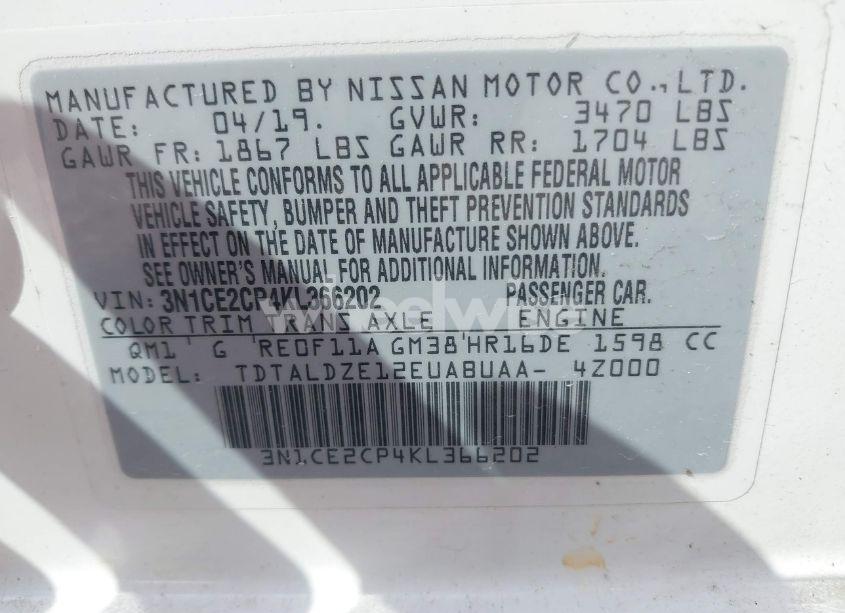 MANUFACTURED BY NISSAN MOTOR CO., LTD.
DATE: 04/19. GVWR: 3470 LBS
GAWR FR: 1867 LBS GAWR RR: 1704 LBS
THIS VEHICLE CONFORMS TO ALL APPLICABLE FEDERAL MOTOR
VEHICLE SAFETY, BUMPER AND THEFT PREVENTION STANDARDS
IN EFFECT ON THE DATE OF MANUFACTURE SHOWN ABOVE.
SEE OWNER'S MANUAL FOR ADDITIONAL INFORMATION.
VIN: 3N1CE2CP4KL366202 PASSENGER CAR.
COLOR TRIM TRANS AXLE ENGINE
QM1 G RE0F11A GM38 HR16DE 1598 CC
MODEL: TDTALDZE12EUABUAA- 4Z000
3N1CE2CP4KL366202